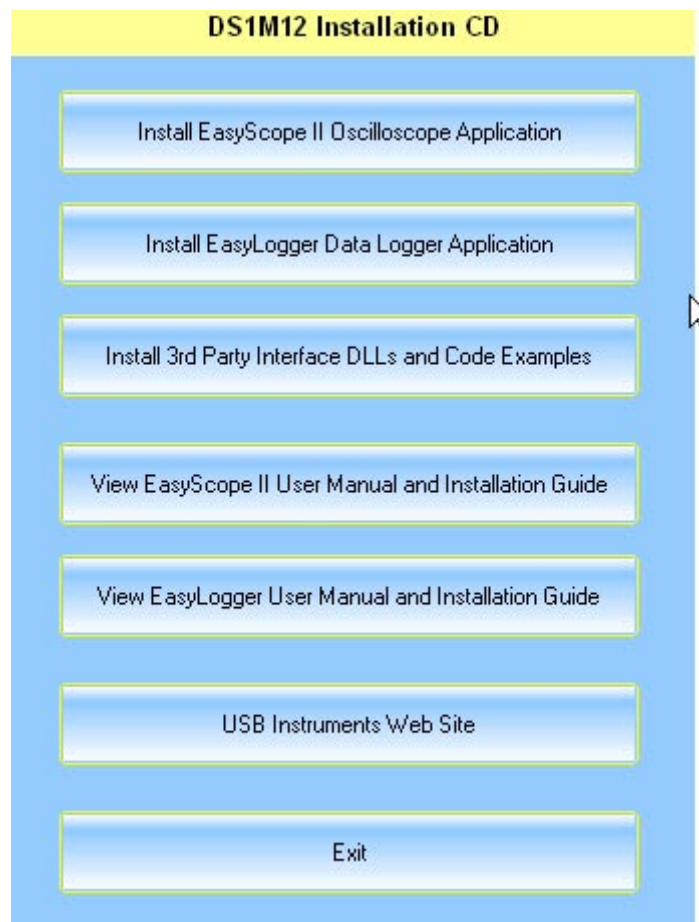 DS1M12 Installation CD
Install EasyScope II Oscilloscope Application
Install EasyLogger Data Logger Application
Install 3rd Party Interface DLLs and Code Examples
View EasyScope II User Manual and Installation Guide
View EasyLogger User Manual and Installation Guide
USB Instruments Web Site
Exit